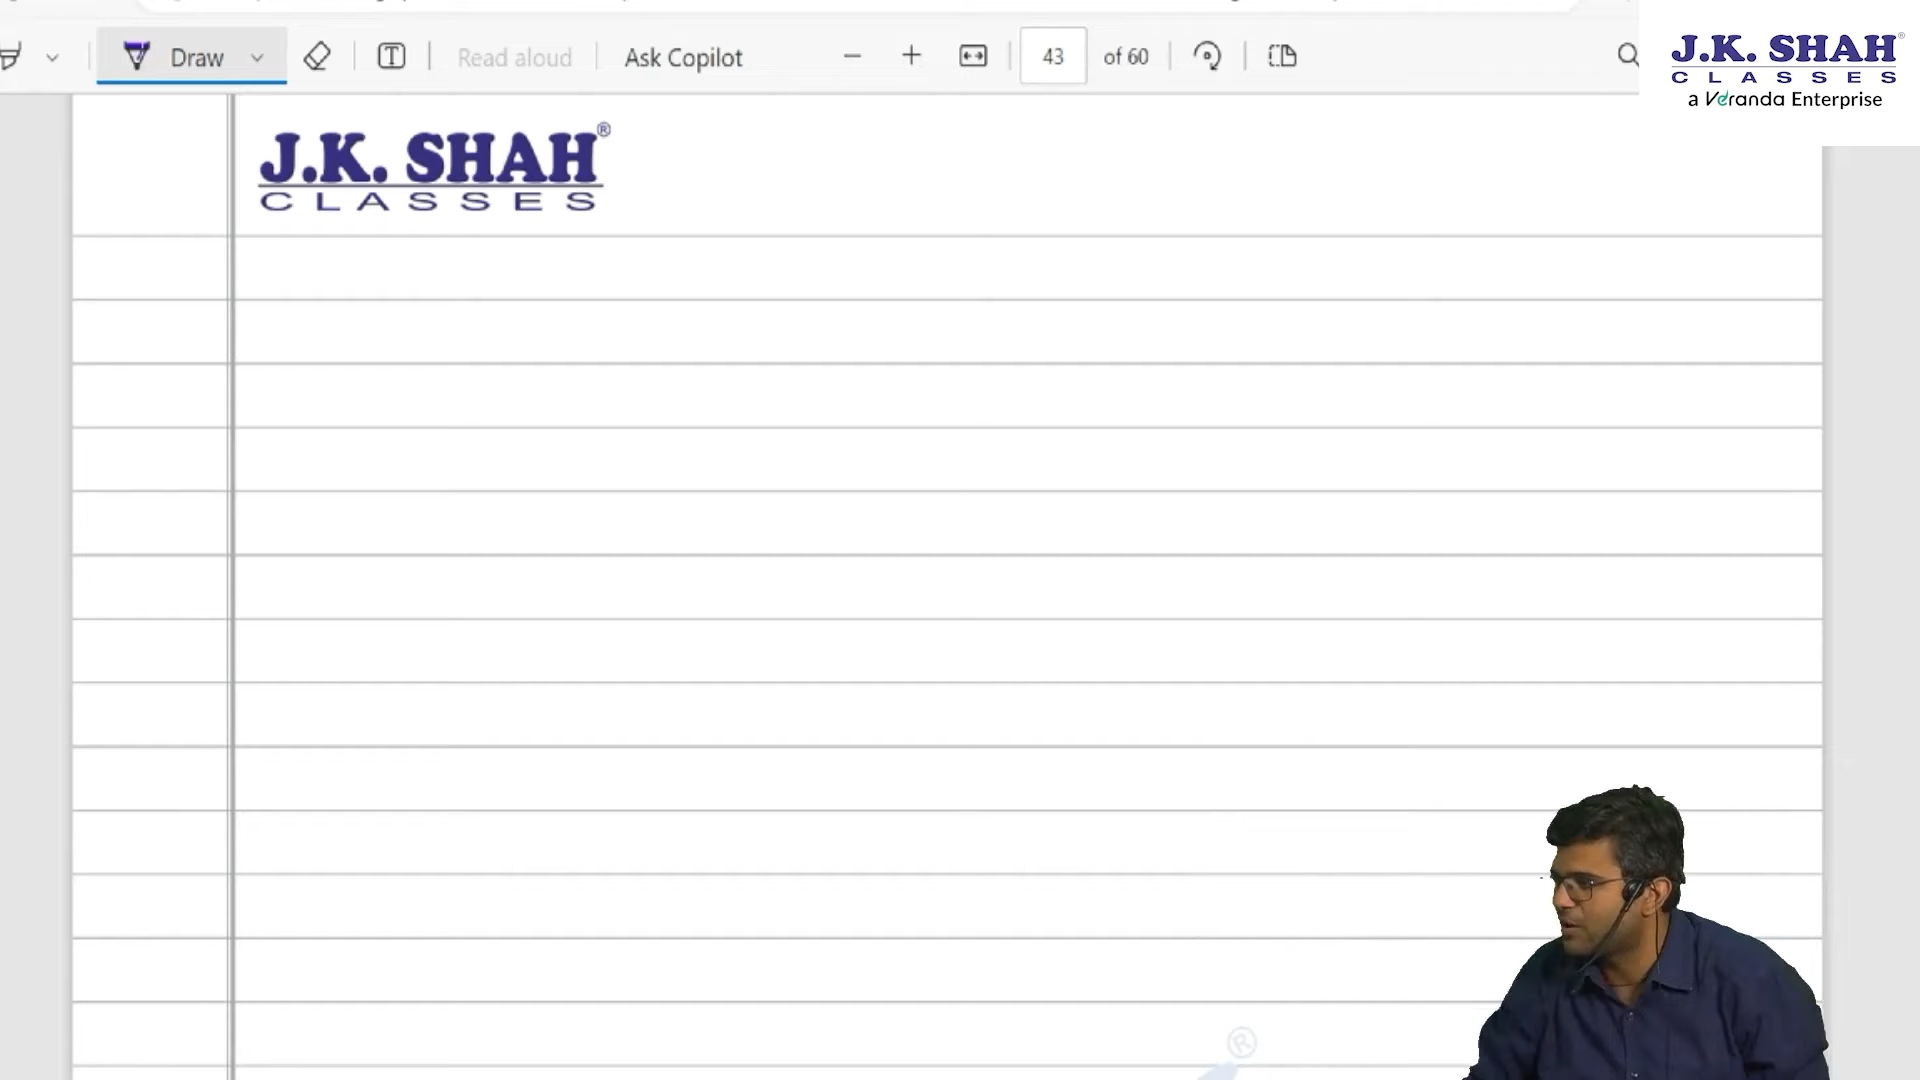 Draw
Read aloud
Ask Copilot
43
of 60
J.K. SHAH®
CLASSES
a Veranda Enterprise
J.K. SHAH®
CLASSES
®